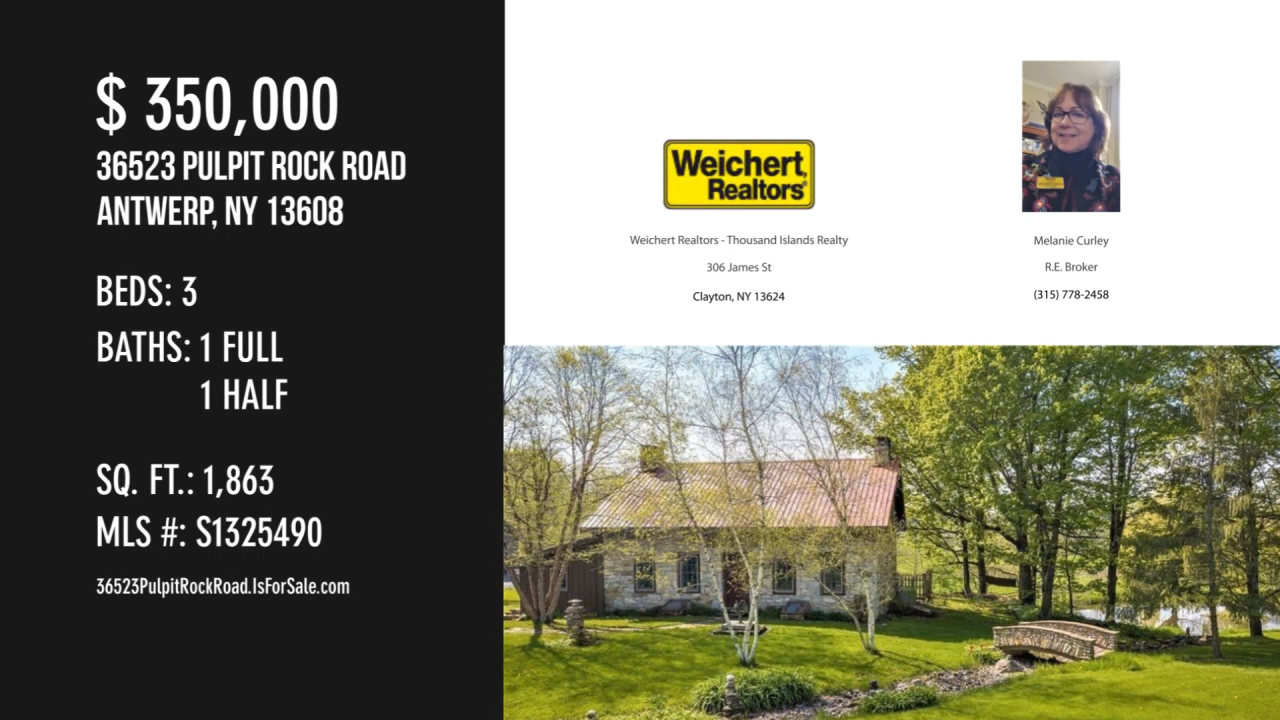 $ 350,000
36523 PULPIT ROCK ROAD
ANTWERP, NY 13608
BEDS: 3
BATHS: 1 FULL
1 HALF
SQ. FT.: 1,863
MLS #: S1325490
36523PulpitRockRoad.IsForSale.com
Weichert,
Realtors®
Weichert Realtors - Thousand Islands Realty
306 James St
Clayton, NY 13624
Melanie Curley
R.E. Broker
(315) 778-2458